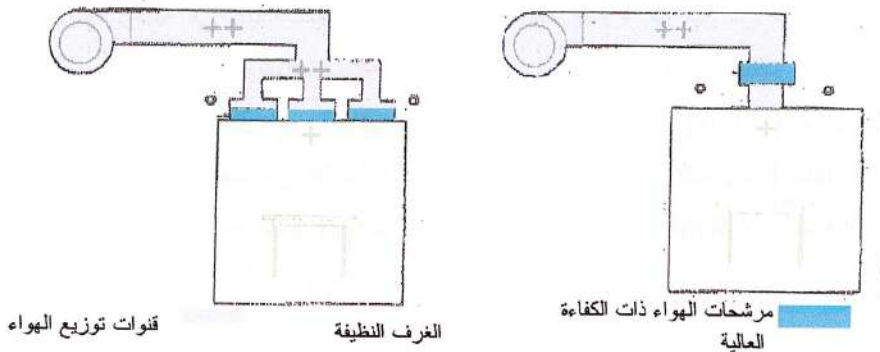 مرشحات الهواء ذات الكفاءة
العالية
الغرف النظيفة
قنوات توزيع الهواء